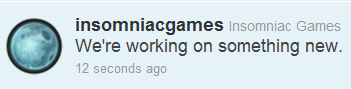 insomniacgames Insomniac Games
We're working on something new.
12 seconds ago